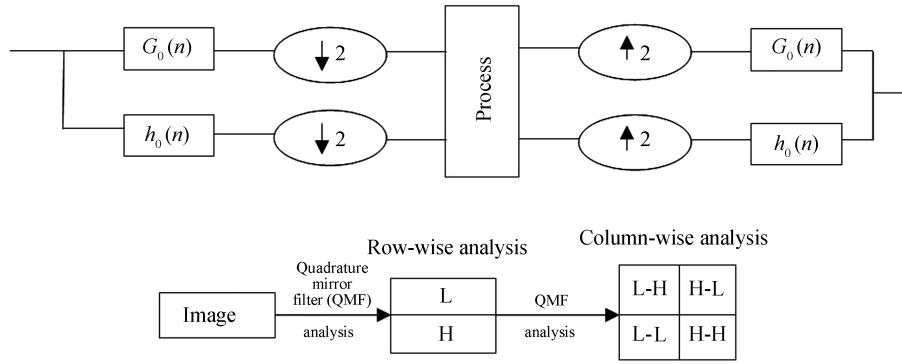 G₀(n)
↓ 2
Process
↑ 2
G₀(n)
h₀(n)
↓ 2
↑ 2
h₀(n)
Row-wise analysis
Column-wise analysis
Image
Quadrature
mirror
filter (QMF)
analysis
L
H
QMF
analysis
L-H H-L
L-L H-H